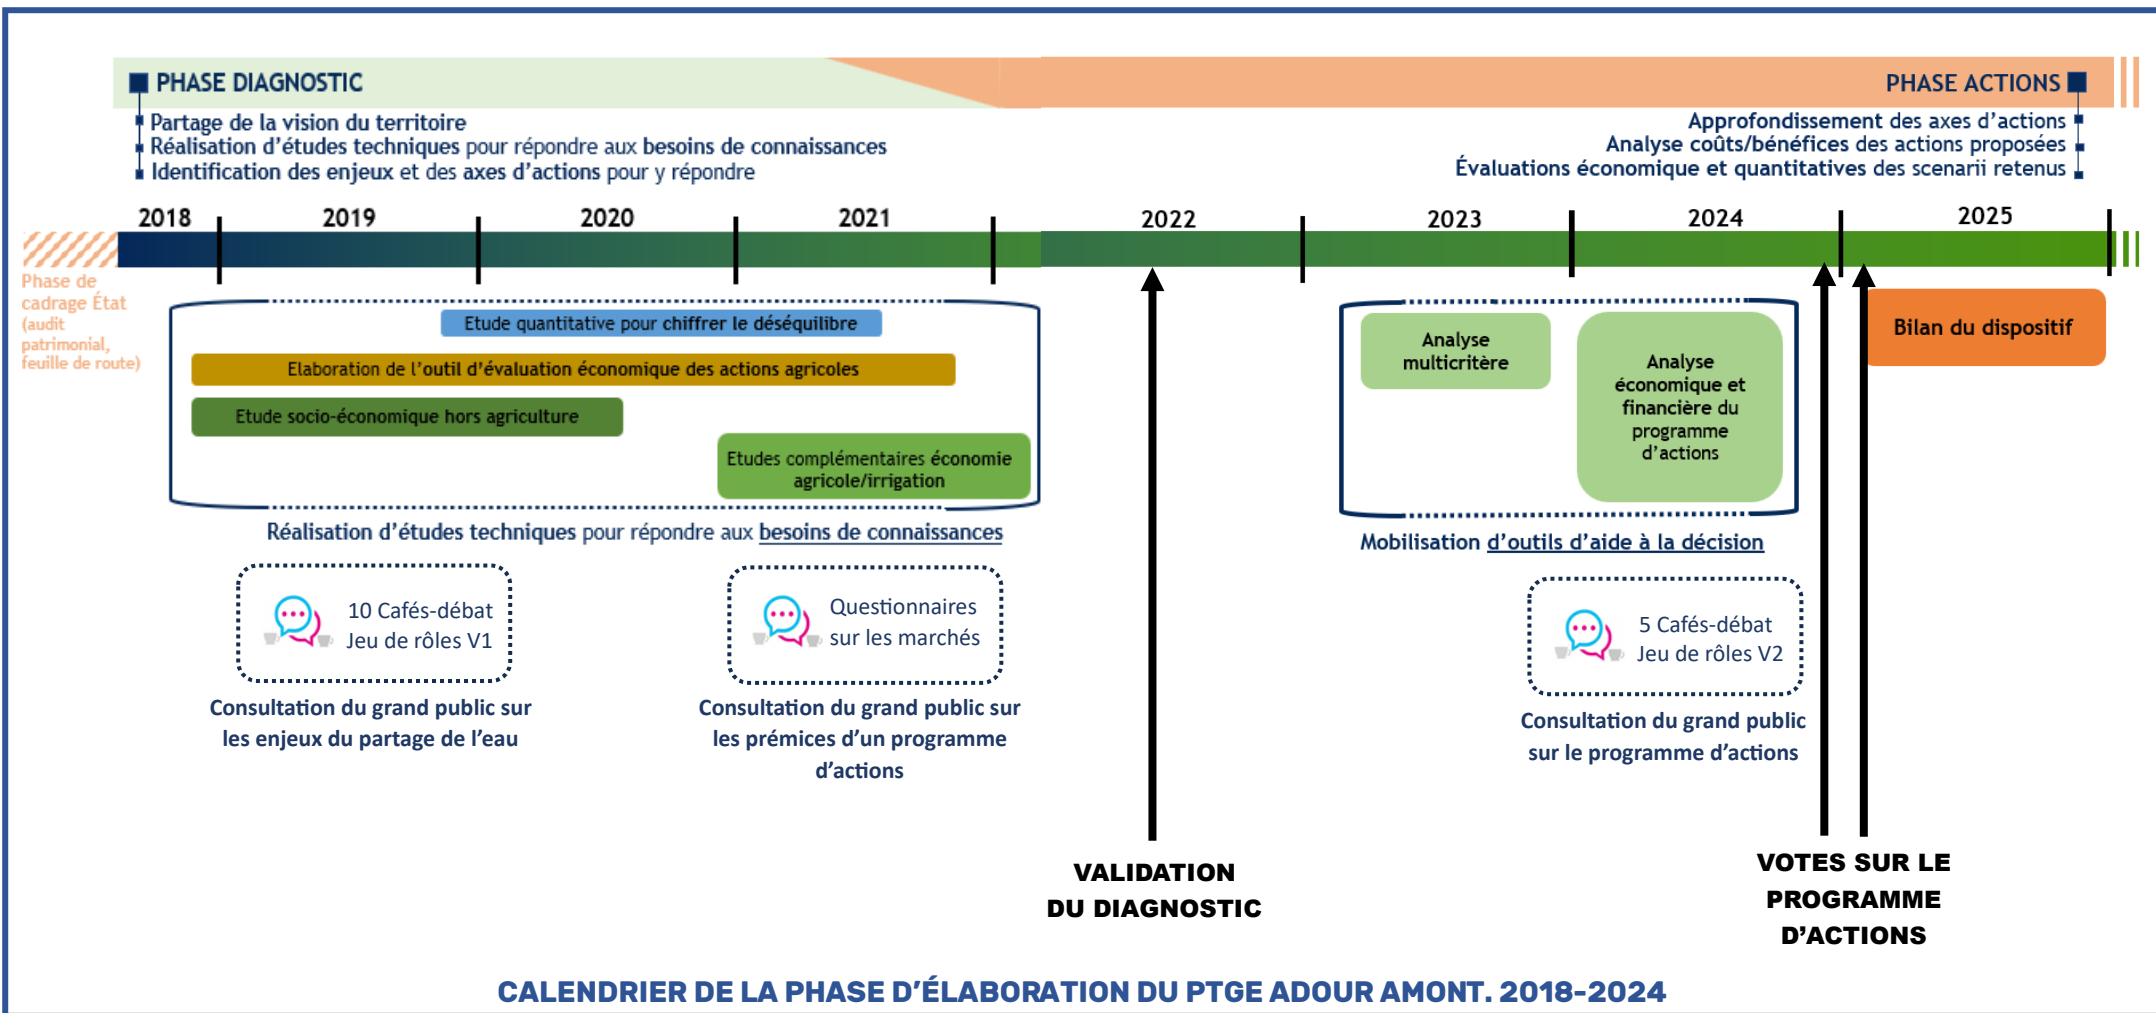 PHASE DIAGNOSTIC
Partage de la vision du territoire
Réalisation d'études techniques pour répondre aux besoins de connaissances
Identification des enjeux et des axes d'actions pour y répondre
PHASE ACTIONS
Approfondissement des axes d'actions
Analyse coûts/bénéfices des actions proposées
Évaluations économique et quantitatives des scenarii retenus
2018
2019
2020
2021
2022
2023
2024
2025
Phase de
cadrage État
(audit
patrimonial,
feuille de route)
Etude quantitative pour chiffrer le déséquilibre
Elaboration de l'outil d'évaluation économique des actions agricoles
Etude socio-économique hors agriculture
Etudes complémentaires économie
agricole/irrigation
Réalisation d'études techniques pour répondre aux besoins de connaissances
Analyse
multicritère
Analyse
économique et
financière du
programme
d'actions
Mobilisation d'outils d'aide à la décision
Bilan du dispositif
10 Cafés-débat
Jeu de rôles V1
Consultation du grand public sur
les enjeux du partage de l'eau
Questionnaires
sur les marchés
Consultation du grand public sur
les prémices d'un programme
d'actions
5 Cafés-débat
Jeu de rôles V2
Consultation du grand public
sur le programme d'actions
VALIDATION
DU DIAGNOSTIC
VOTES SUR LE
PROGRAMME
D'ACTIONS
CALENDRIER DE LA PHASE D'ÉLABORATION DU PTGE ADOUR AMONT. 2018-2024